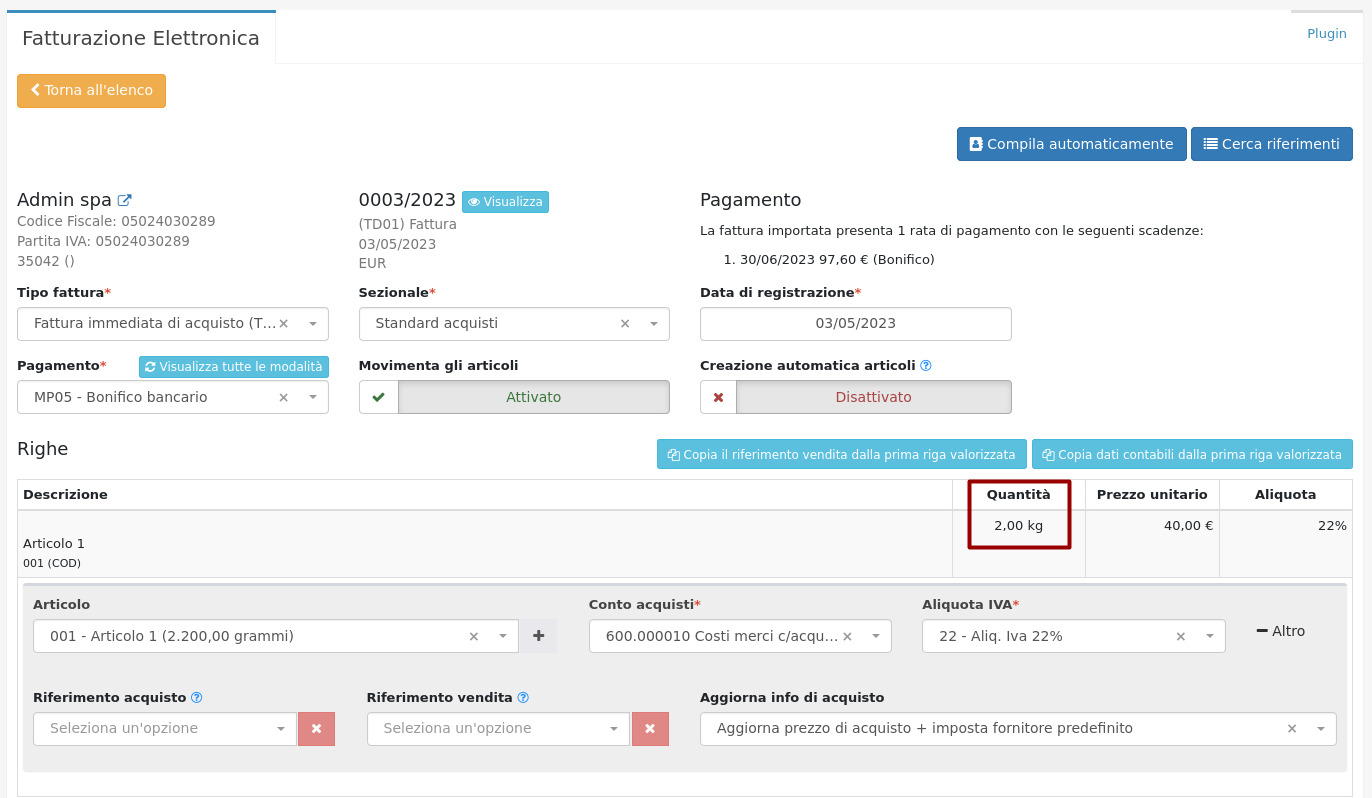 Fatturazione Elettronica
Plugin
Torna all'elenco
Compila automaticamente
Cerca riferimenti
Admin spa
Codice Fiscale: 05024030289
Partita IVA: 05024030289
35042 ()
0003/2023 Visualizza
(TD01) Fattura
03/05/2023
EUR
Pagamento
La fattura importata presenta 1 rata di pagamento con le seguenti scadenze:
1. 30/06/2023 97,60 € (Bonifico)
Tipo fattura*
Fattura immediata di acquisto (T... ×
Sezionale*
Standard acquisti ×
Data di registrazione*
03/05/2023
Pagamento* Visualizza tutte le modalità
MP05 - Bonifico bancario ×
Movimenta gli articoli
Attivato
Creazione automatica articoli ?
Disattivato
Righe
Copia il riferimento vendita dalla prima riga valorizzata
Copia dati contabili dalla prima riga valorizzata
Descrizione Quantità Prezzo unitario Aliquota
2,00 kg 40,00 € 22%
Articolo 1
001 (COD)
Articolo
001 - Articolo 1 (2.200,00 grammi) ×
Conto acquisti*
600.000010 Costi merci c/acqu... ×
Aliquota IVA*
22 - Aliq. Iva 22% ×
Altro
Riferimento acquisto ?
Seleziona un'opzione
Riferimento vendita ?
Seleziona un'opzione
Aggiorna info di acquisto
Aggiorna prezzo di acquisto + imposta fornitore predefinito ×